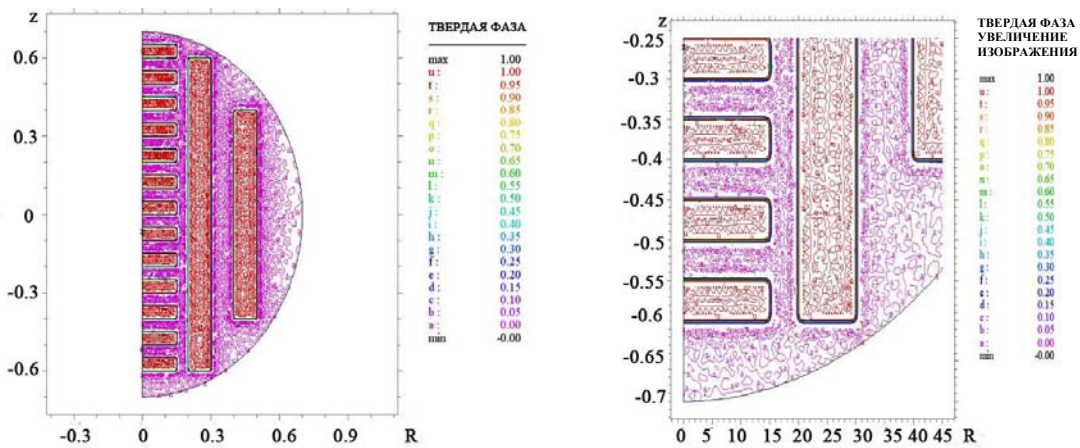 z
0.6
0.3
0
-0.3
-0.6
-0.3 0 0.3 0.6 0.9 R
ТВЕРДАЯ ФАЗА
max 1.00
u : 1.00
t : 0.95
s : 0.90
r : 0.85
q : 0.80
p : 0.75
o : 0.70
n : 0.65
m : 0.60
l : 0.55
k : 0.50
j : 0.45
i : 0.40
h : 0.35
g : 0.30
f : 0.25
e : 0.20
d : 0.15
c : 0.10
b : 0.05
a : 0.00
min -0.00
z
-0.25
-0.3
-0.35
-0.4
-0.45
-0.5
-0.55
-0.6
-0.65
-0.7
0 5 10 15 20 25 30 35 40 45 R
ТВЕРДАЯ ФАЗА
УВЕЛИЧЕНИЕ
ИЗОБРАЖЕНИЯ
max 1.00
u : 1.00
t : 0.95
s : 0.90
r : 0.85
q : 0.80
p : 0.75
o : 0.70
n : 0.65
m : 0.60
l : 0.55
k : 0.50
j : 0.45
i : 0.40
h : 0.35
g : 0.30
f : 0.25
e : 0.20
d : 0.15
c : 0.10
b : 0.05
a : 0.00
min -0.00